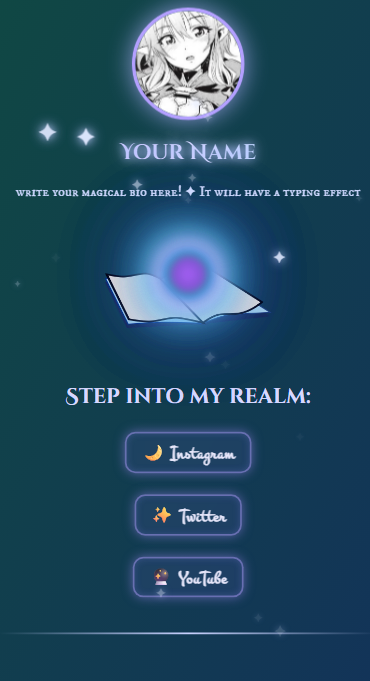 Your Name
write your magical bio here! ✦ It will have a typing effect
Step into my realm:
🌙 Instagram
✨ Twitter
🔮 YouTube